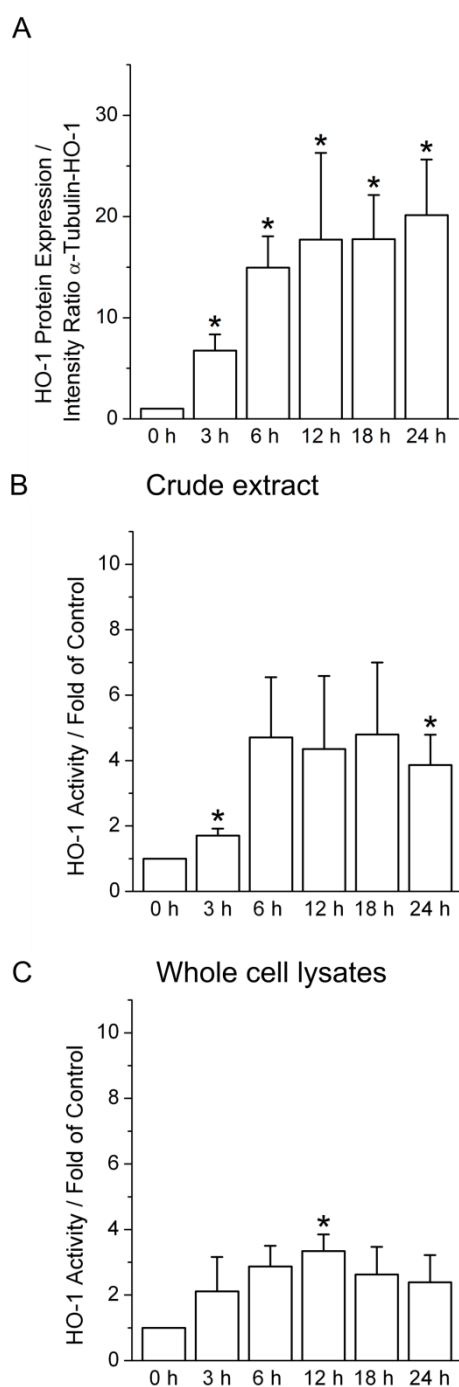 A
HO-1 Protein Expression /
Intensity Ratio α-Tubulin-HO-1
30
20
10
0
* * * * *
0 h 3 h 6 h 12 h 18 h 24 h
B Crude extract
HO-1 Activity / Fold of Control
10
8
6
4
2
0
* *
0 h 3 h 6 h 12 h 18 h 24 h
C Whole cell lysates
HO-1 Activity / Fold of Control
10
8
6
4
2
0
*
0 h 3 h 6 h 12 h 18 h 24 h